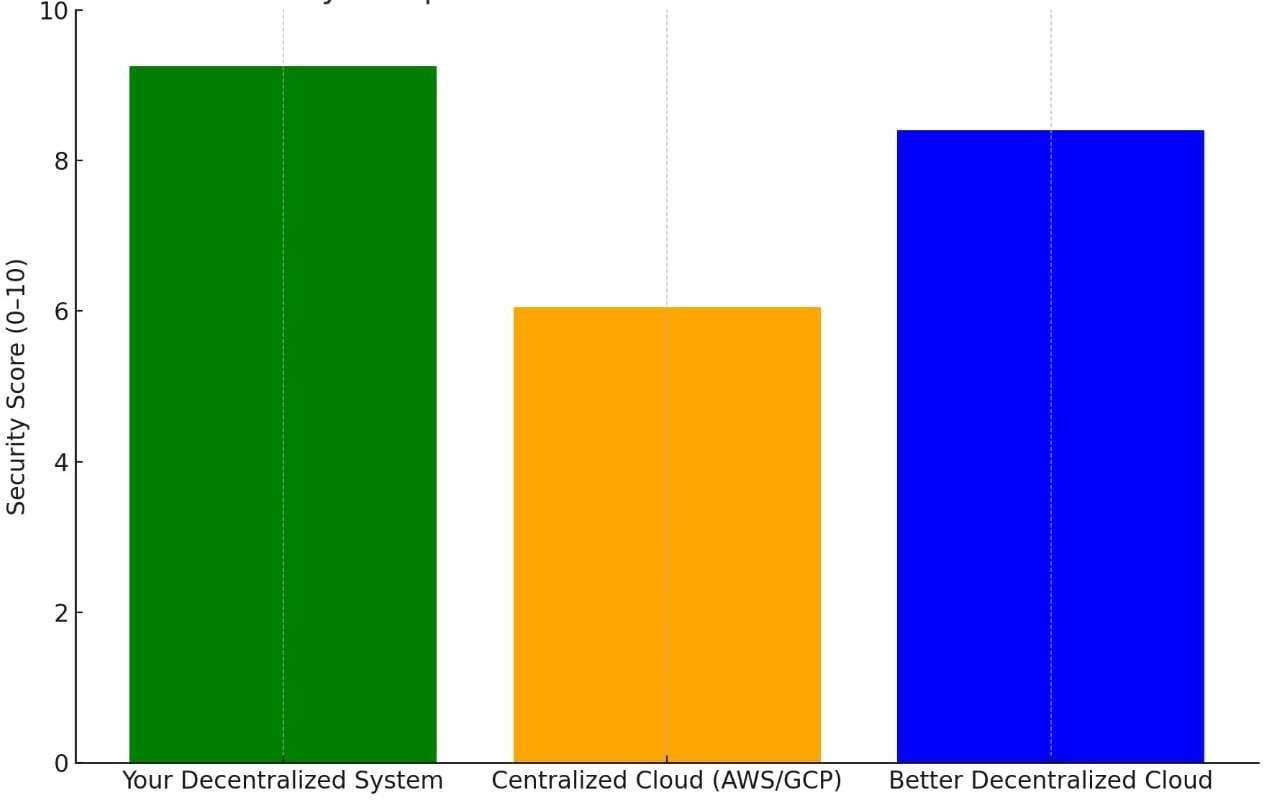 10
8
6
4
2
0
Security Score (0–10)
Your Decentralized System
Centralized Cloud (AWS/GCP)
Better Decentralized Cloud